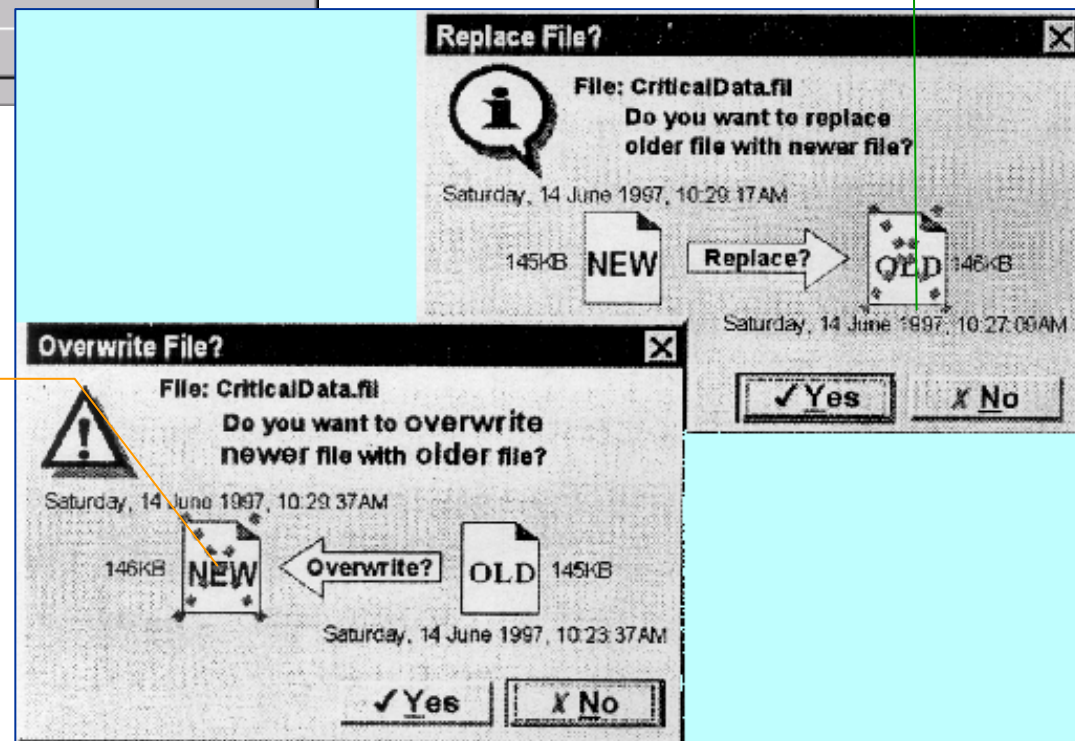 Replace File?
File: CriticalData.fil
Do you want to replace
older file with newer file?
Saturday, 14 June 1997, 10:29:17AM
145KB NEW Replace? OLD 146KB
Saturday, 14 June 1997, 10:27:09AM
✓ Yes ✗ No
Overwrite File?
File: CriticalData.fil
Do you want to overwrite
newer file with older file?
Saturday, 14 June 1997, 10:29:37AM
146KB NEW Overwrite? OLD 145KB
Saturday, 14 June 1997, 10:23:37AM
✓ Yes ✗ No